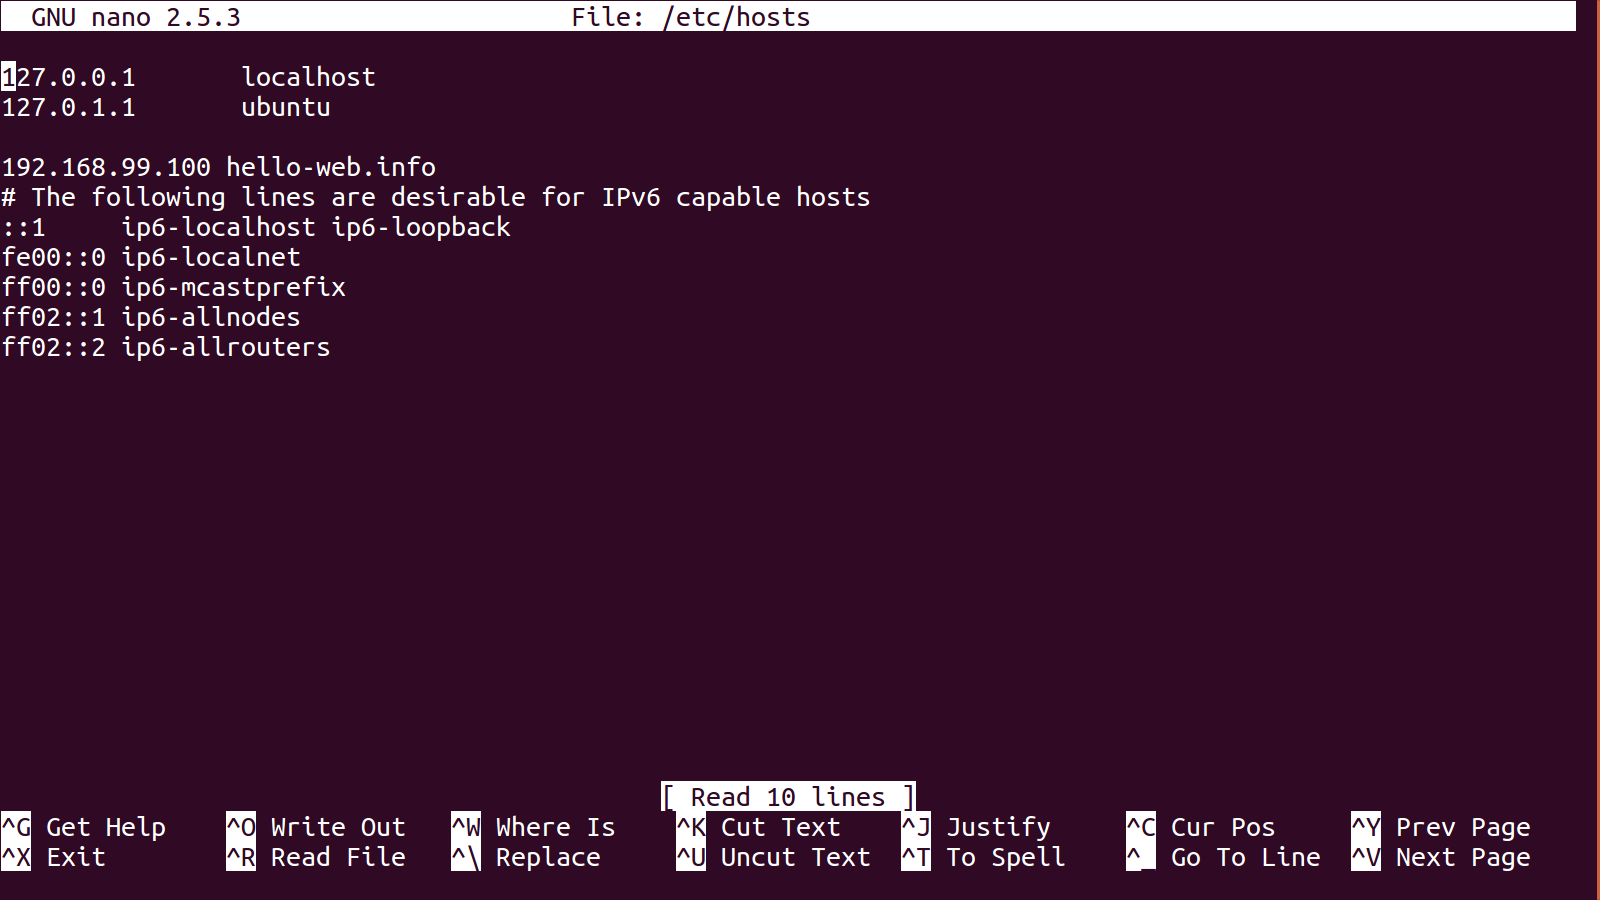 GNU nano 2.5.3 File: /etc/hosts
127.0.0.1 localhost
127.0.1.1 ubuntu
192.168.99.100 hello-web.info
# The following lines are desirable for IPv6 capable hosts
::1 ip6-localhost ip6-loopback
fe00::0 ip6-localnet
ff00::0 ip6-mcastprefix
ff02::1 ip6-allnodes
ff02::2 ip6-allrouters
[ Read 10 lines ]
^G Get Help ^O Write Out ^W Where Is ^K Cut Text ^J Justify ^C Cur Pos ^Y Prev Page
^X Exit ^R Read File ^\ Replace ^U Uncut Text ^T To Spell ^_ Go To Line ^V Next Page